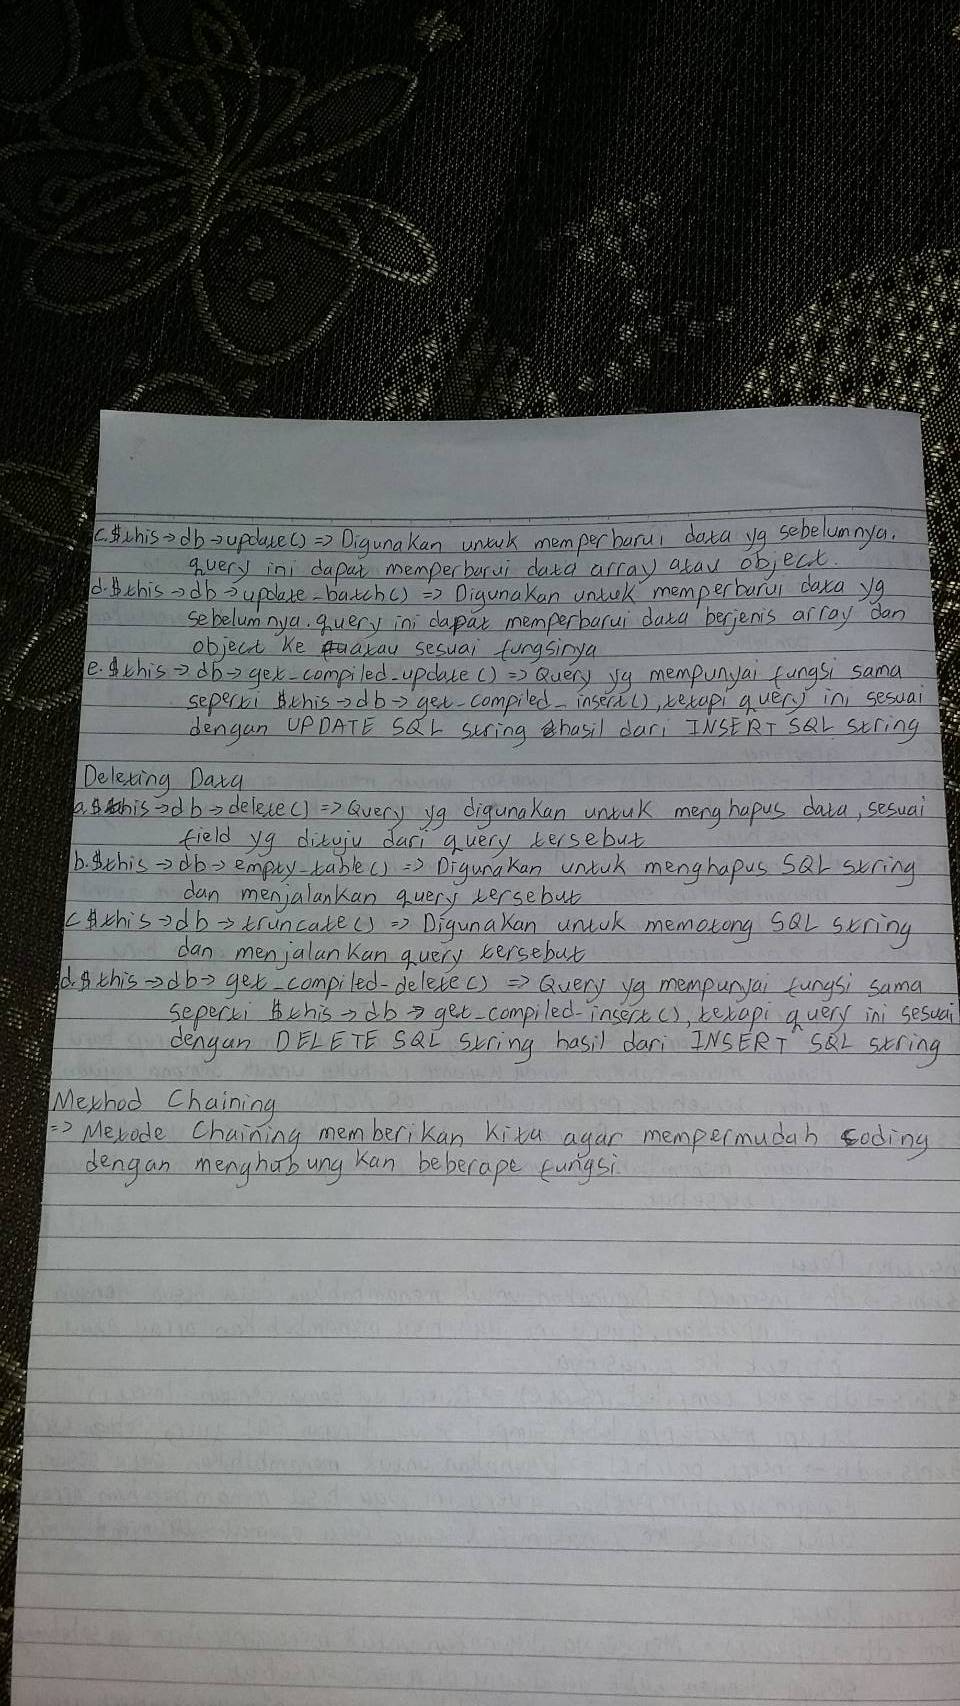 c. $this->db->update() => Digunakan untuk memperbarui data yg sebelumnya.
query ini dapat memperbarui data array atau object.
d. $this->db->update_batch() => Digunakan untuk memperbarui data yg
sebelumnya. query ini dapat memperbarui data berjenis array dan
object ke atau sesuai fungsinya
e. $this->db->get_compiled_update() => Query yg mempunyai fungsi sama
seperti $this->db->get_compiled_insert(), tetapi query ini sesuai
dengan UPDATE SQL string hasil dari INSERT SQL string
Deleting Data
a. $this->db->delete() => Query yg digunakan untuk menghapus data, sesuai
field yg dituju dari query tersebut
b. $this->db->empty_table() => Digunakan untuk menghapus SQL string
dan menjalankan query tersebut
c $this->db->truncate() => Digunakan untuk memotong SQL string
dan menjalankan query tersebut
d. $this->db->get_compiled-delete() => Query yg mempunyai fungsi sama
seperti $this->db->get_compiled-insert(), tetapi query ini sesuai
dengan DELETE SQL string hasil dari INSERT SQL string
Method Chaining
=> Metode Chaining memberikan kita agar mempermudah coding
dengan menghubungkan beberape fungsi.